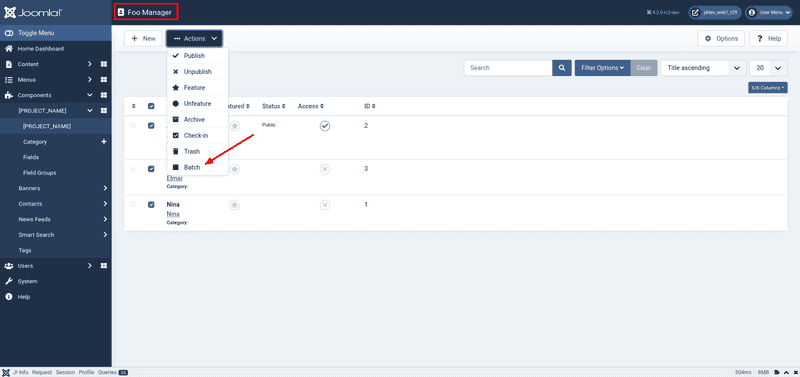 Joomla!
Foo Manager
4.2.0-rc2-dev
j4dev_web1_t29
User Menu
Toggle Menu
Home Dashboard
Content
Menus
Components
[PROJECT_NAME]
[PROJECT_NAME]
Category
Fields
Field Groups
Banners
Contacts
News Feeds
Smart Search
Tags
Users
System
Help
New
Actions
Options
Help
Publish
Unpublish
Feature
Unfeature
Archive
Check-in
Trash
Batch
Search
Filter Options
Clear
Title ascending
20
6/6 Columns
Status
Access
ID
Public
2
3
Elmar
Category:
Nina
1
Nina
Category:
J! Info
Request
Session
Profile
Queries
304ms
8MB